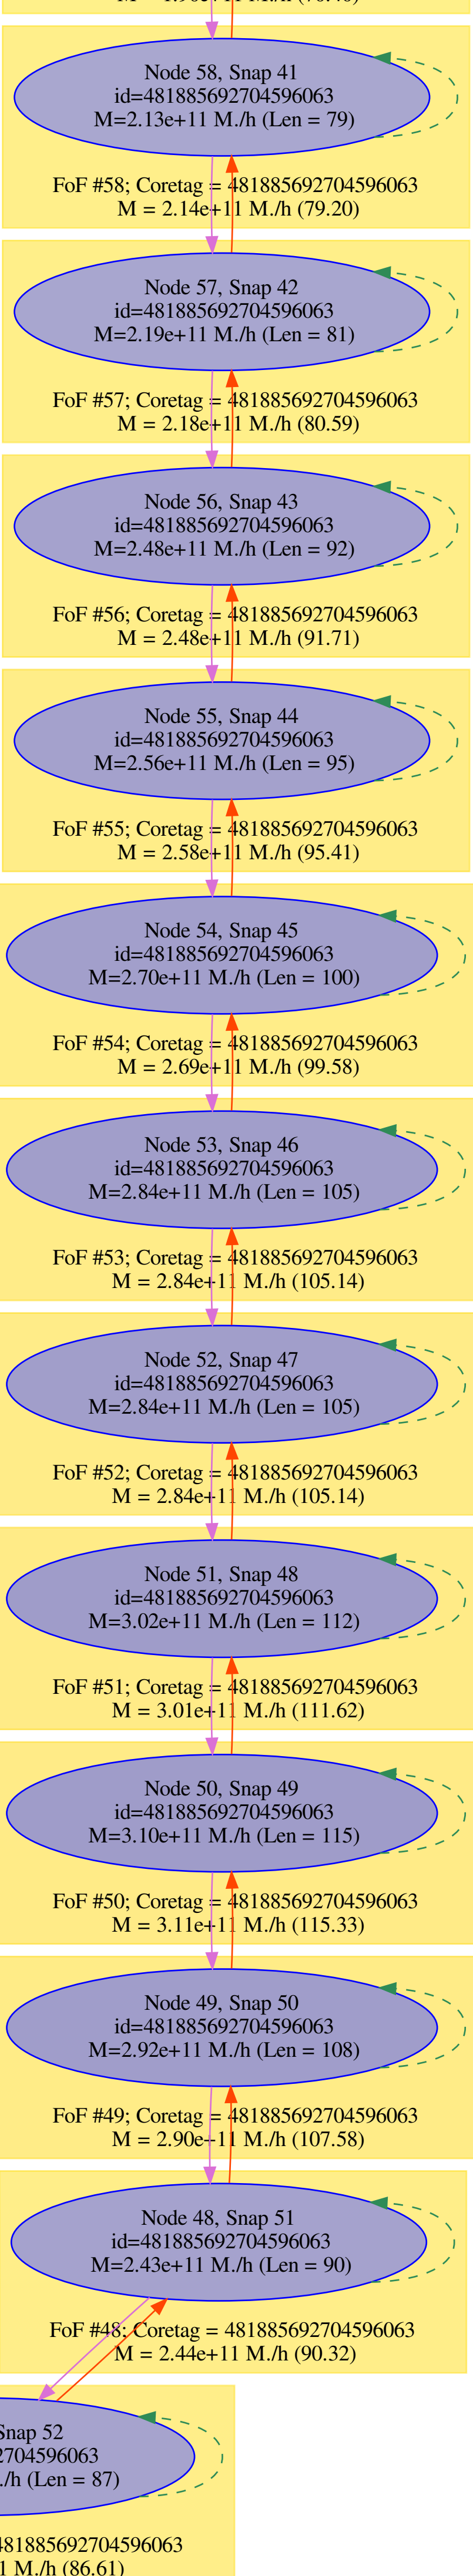 Node 58, Snap 41
id=481885692704596063
M=2.13e+11 M./h (Len = 79)
FoF #58; Coretag = 481885692704596063
M = 2.14e+11 M./h (79.20)
Node 57, Snap 42
id=481885692704596063
M=2.19e+11 M./h (Len = 81)
FoF #57; Coretag = 481885692704596063
M = 2.18e+11 M./h (80.59)
Node 56, Snap 43
id=481885692704596063
M=2.48e+11 M./h (Len = 92)
FoF #56; Coretag = 481885692704596063
M = 2.48e+11 M./h (91.71)
Node 55, Snap 44
id=481885692704596063
M=2.56e+11 M./h (Len = 95)
FoF #55; Coretag = 481885692704596063
M = 2.58e+11 M./h (95.41)
Node 54, Snap 45
id=481885692704596063
M=2.70e+11 M./h (Len = 100)
FoF #54; Coretag = 481885692704596063
M = 2.69e+11 M./h (99.58)
Node 53, Snap 46
id=481885692704596063
M=2.84e+11 M./h (Len = 105)
FoF #53; Coretag = 481885692704596063
M = 2.84e+11 M./h (105.14)
Node 52, Snap 47
id=481885692704596063
M=2.84e+11 M./h (Len = 105)
FoF #52; Coretag = 481885692704596063
M = 2.84e+11 M./h (105.14)
Node 51, Snap 48
id=481885692704596063
M=3.02e+11 M./h (Len = 112)
FoF #51; Coretag = 481885692704596063
M = 3.01e+11 M./h (111.62)
Node 50, Snap 49
id=481885692704596063
M=3.10e+11 M./h (Len = 115)
FoF #50; Coretag = 481885692704596063
M = 3.11e+11 M./h (115.33)
Node 49, Snap 50
id=481885692704596063
M=2.92e+11 M./h (Len = 108)
FoF #49; Coretag = 481885692704596063
M = 2.90e+11 M./h (107.58)
Node 48, Snap 51
id=481885692704596063
M=2.43e+11 M./h (Len = 90)
FoF #48; Coretag = 481885692704596063
M = 2.44e+11 M./h (90.32)
Snap 52
2704596063
./h (Len = 87)
481885692704596063
1 M./h (86.61)